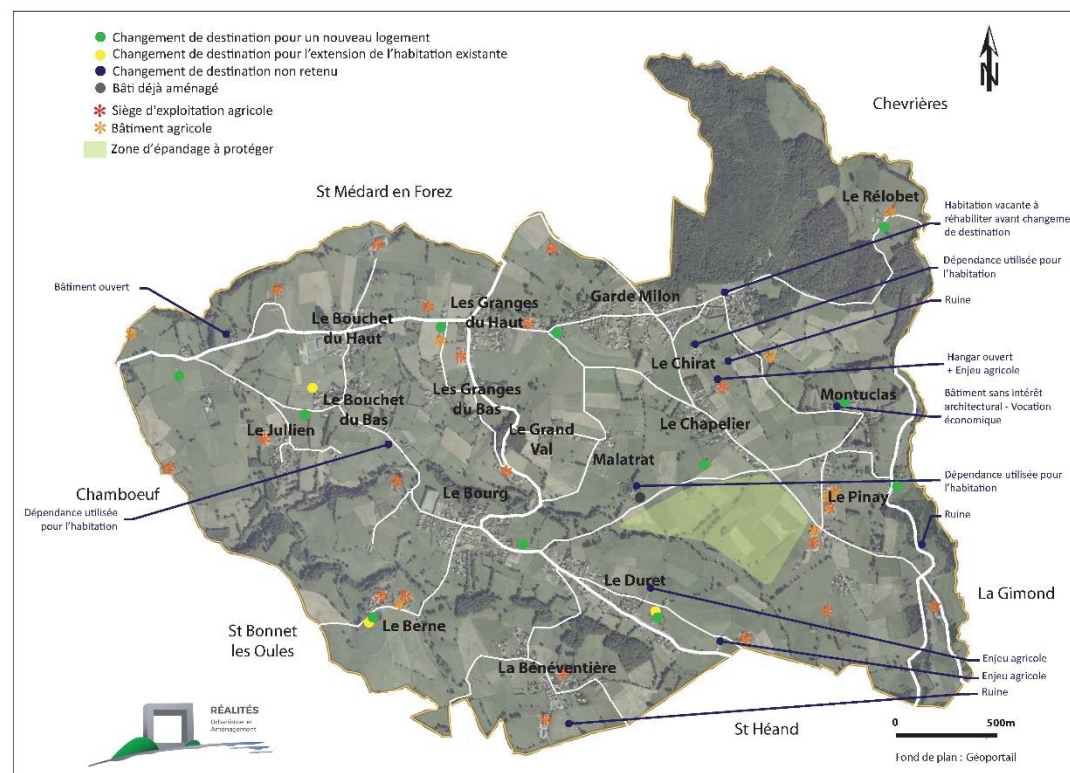 Changement de destination pour un nouveau logement
Changement de destination pour l'extension de l'habitation existante
Changement de destination non retenu
Bâti déjà aménagé
Siège d'exploitation agricole
Bâtiment agricole
Zone d'épandage à protéger
N
Chevrières
St Médard en Forez
Le Rélobet
Habitation vacante à
réhabiliter avant changeme
de destination
Dépendance utilisée pour
l'habitation
Bâtiment ouvert
Garde Milon
Les Granges
du Haut
Ruine
Le Bouchet
du Haut
Le Chirat
Hangar ouvert
+ Enjeu agricole
Les Granges
du Bas
Montuclas
Bâtiment sans intérêt
architectural - Vocation
économique
Le Bouchet
du Bas
Le Jullien
Le Grand
Val
Le Chapelier
Malatrat
Dépendance utilisée pour
l'habitation
Chamboeuf
Le Bourg
Le Pinay
Dépendance utilisée
pour l'habitation
Ruine
Le Duret
La Gimond
St Bonnet
les Oules
Le Berne
La Bénéventière
Enjeu agricole
Enjeu agricole
Ruine
RÉALITÉS
Urbanisme et
Aménagement
St Héand
0 500m
Fond de plan : Géoportail